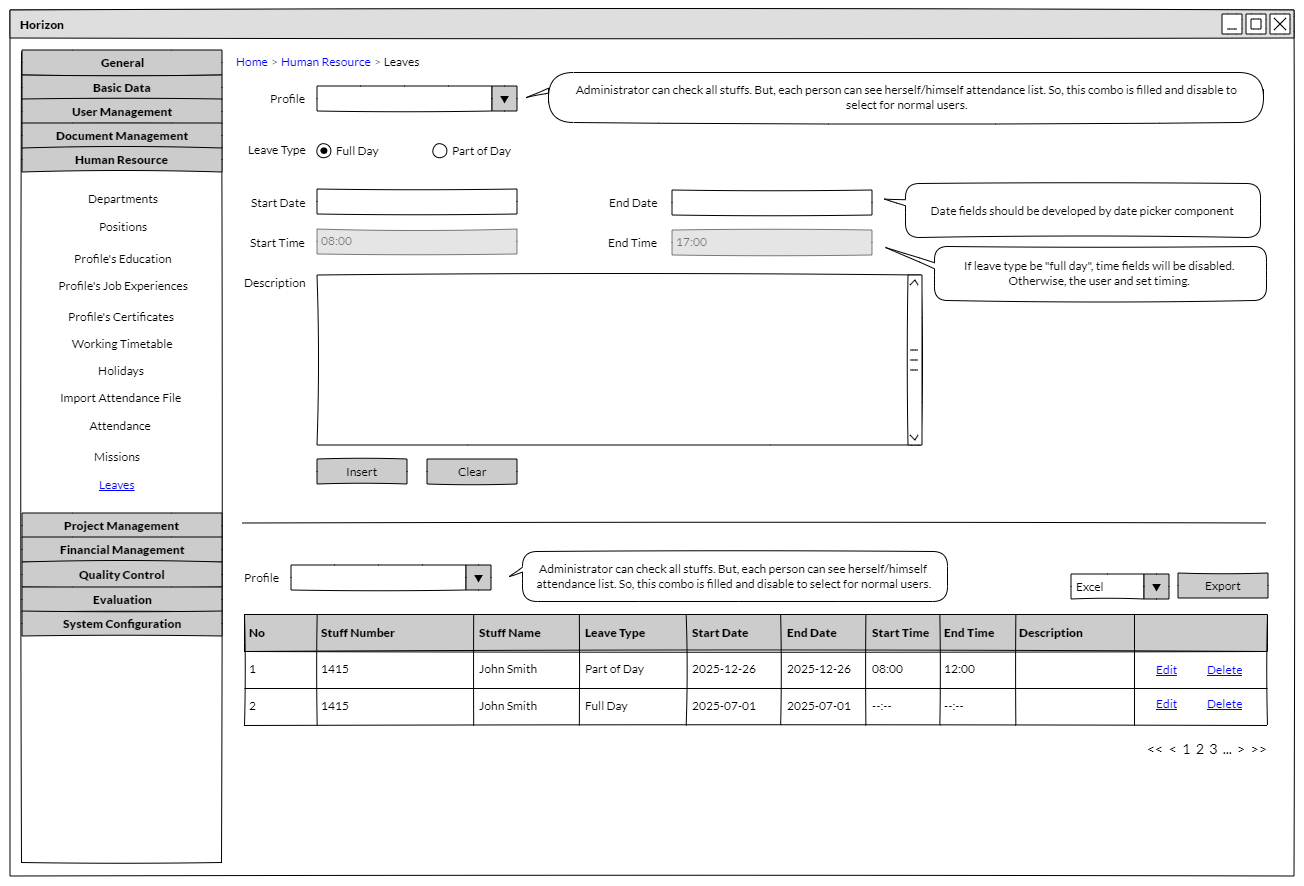 Horizon
General
Basic Data
User Management
Document Management
Human Resource
Departments
Positions
Profile's Education
Profile's Job Experiences
Profile's Certificates
Working Timetable
Holidays
Import Attendance File
Attendance
Missions
Leaves
Project Management
Financial Management
Quality Control
Evaluation
System Configuration
Home > Human Resource > Leaves
Profile
Administrator can check all stuffs. But, each person can see herself/himself attendance list. So, this combo is filled and disable to
select for normal users.
Leave Type Full Day Part of Day
Start Date End Date
Date fields should be developed by date picker component
Start Time 08:00 End Time 17:00
If leave type be "full day", time fields will be disabled.
Otherwise, the user and set timing.
Description
Insert Clear
Profile
Administrator can check all stuffs. But, each person can see herself/himself
attendance list. So, this combo is filled and disable to select for normal users.
Excel Export
No Stuff Number Stuff Name Leave Type Start Date End Date Start Time End Time Description
1 1415 John Smith Part of Day 2025-12-26 2025-12-26 08:00 12:00 Edit Delete
2 1415 John Smith Full Day 2025-07-01 2025-07-01 --:-- --:-- Edit Delete
<< < 1 2 3 ... > >>